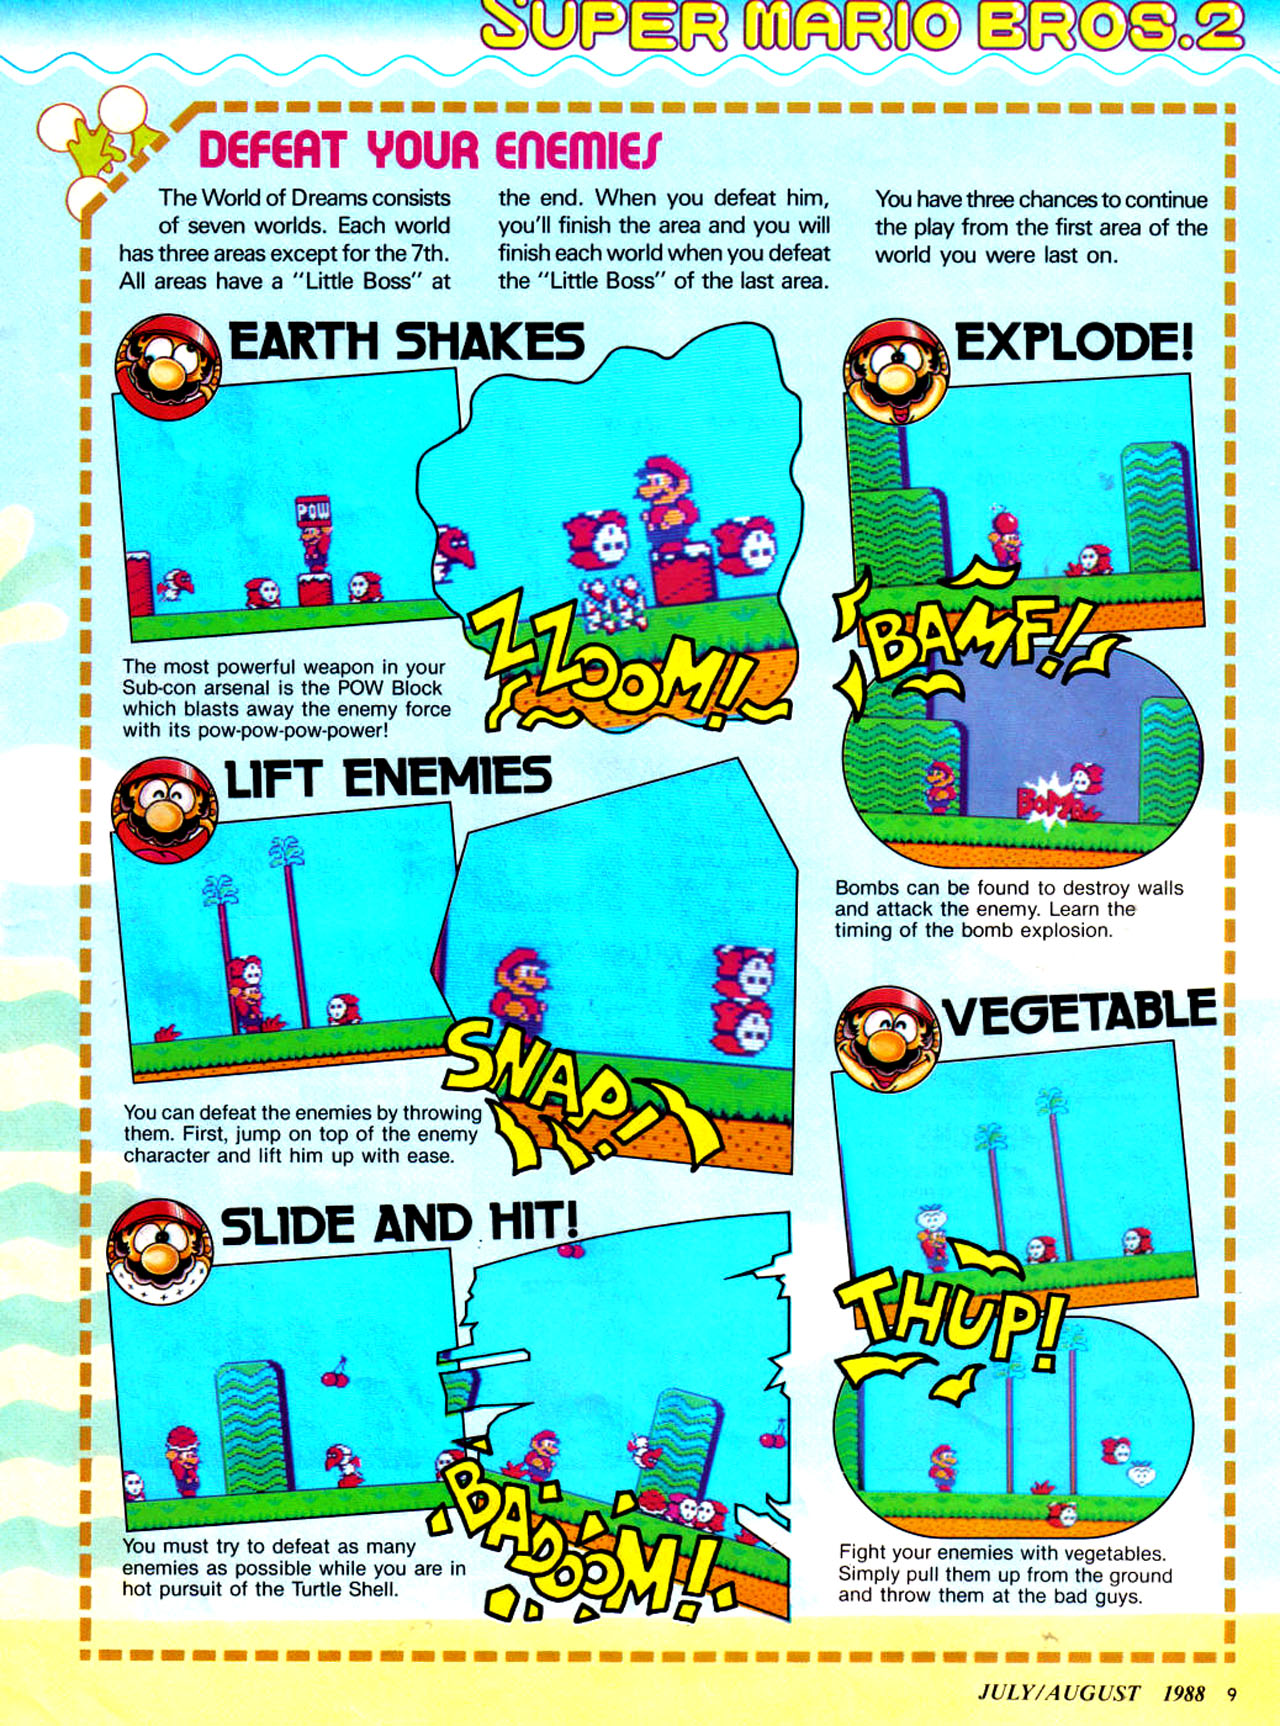 SUPER MARIO BROS.2
DEFEAT YOUR ENEMIES
The World of Dreams consists
of seven worlds. Each world
has three areas except for the 7th.
All areas have a "Little Boss" at
the end. When you defeat him,
you'll finish the area and you will
finish each world when you defeat
the "Little Boss" of the last area.
You have three chances to continue
the play from the first area of the
world you were last on.
EARTH SHAKES
POW
ZZZOOM!
The most powerful weapon in your
Sub-con arsenal is the POW Block
which blasts away the enemy force
with its pow-pow-pow-power!
LIFT ENEMIES
SNAP!
You can defeat the enemies by throwing
them. First, jump on top of the enemy
character and lift him up with ease.
SLIDE AND HIT!
BADOOM!
You must try to defeat as many
enemies as possible while you are in
hot pursuit of the Turtle Shell.
EXPLODE!
BAMF!
BOMB
Bombs can be found to destroy walls
and attack the enemy. Learn the
timing of the bomb explosion.
VEGETABLE
THUP!
Fight your enemies with vegetables.
Simply pull them up from the ground
and throw them at the bad guys.
JULY/AUGUST 1988 9